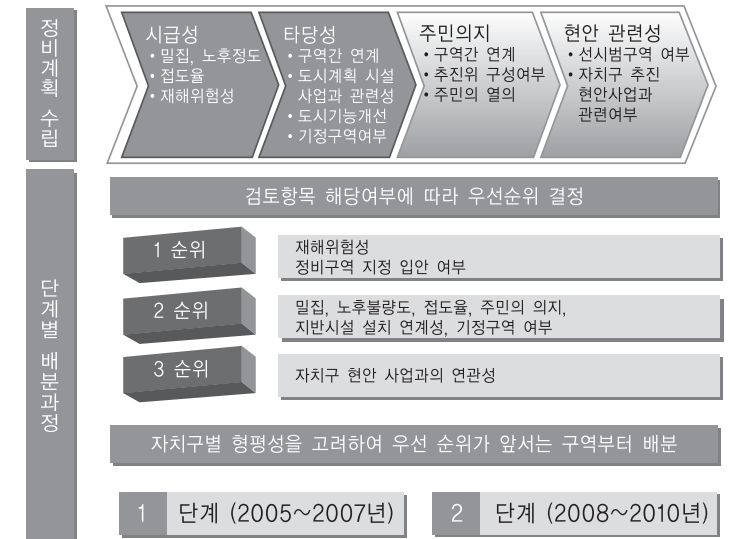 정비계획 수립
시급성
• 밀집, 노후정도
• 접도율
• 재해위험성
타당성
• 구역간 연계
• 도시계획 시설
사업과 관련성
• 도시기능개선
• 기정구역여부
주민의지
• 구역간 연계
• 추진위 구성여부
• 주민의 열의
현안 관련성
• 선시범구역 여부
• 자치구 추진
현안사업과
관련여부
단계별 배분과정
검토항목 해당여부에 따라 우선순위 결정
1 순위
재해위험성
정비구역 지정 입안 여부
2 순위
밀집, 노후불량도, 접도율, 주민의 의지,
지반시설 설치 연계성, 기정구역 여부
3 순위
자치구 현안 사업과의 연관성
자치구별 형평성을 고려하여 우선 순위가 앞서는 구역부터 배분
1 단계 (2005~2007년)
2 단계 (2008~2010년)